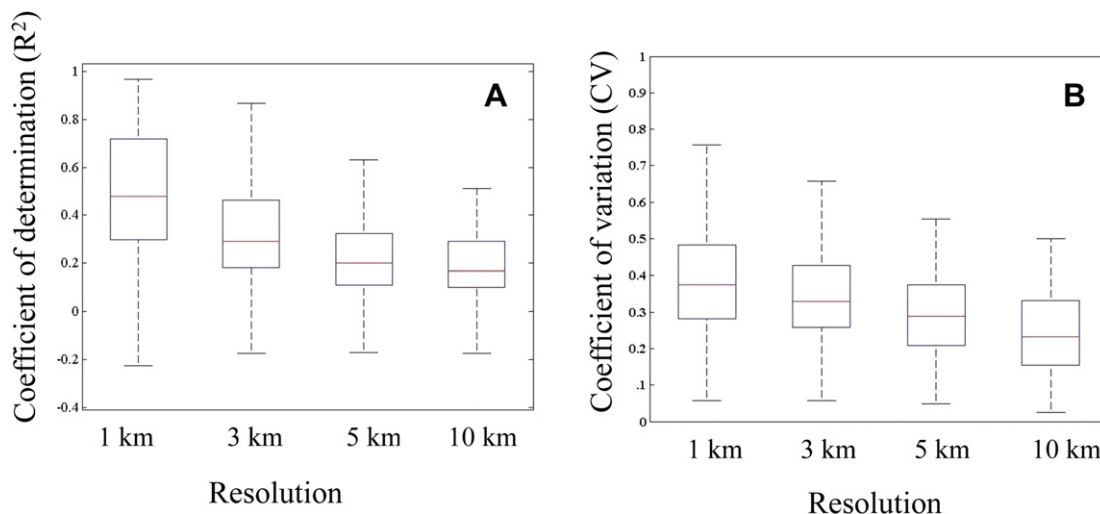 Coefficient of determination (R²)
1
0.8
0.6
0.4
0.2
0
-0.2
-0.4
A
1 km 3 km 5 km 10 km
Resolution
Coefficient of variation (CV)
1
0.9
0.8
0.7
0.6
0.5
0.4
0.3
0.2
0.1
0
B
1 km 3 km 5 km 10 km
Resolution